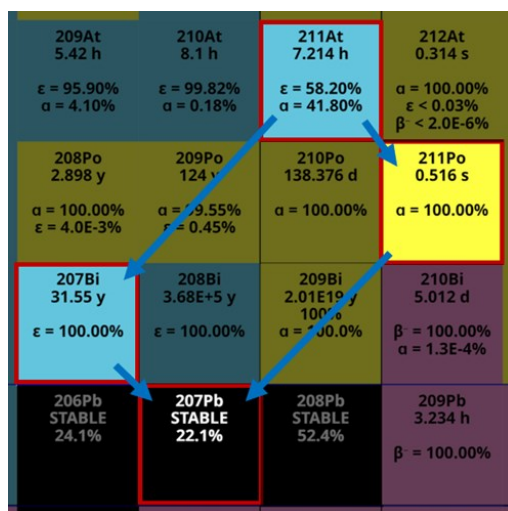 209At
5.42 h
ε = 95.90%
α = 4.10%
210At
8.1 h
ε = 99.82%
α = 0.18%
211At
7.214 h
ε = 58.20%
α = 41.80%
212At
0.314 s
α = 100.00%
ε < 0.03%
β⁻ < 2.0E-6%
208Po
2.898 y
α = 100.00%
ε = 4.0E-3%
209Po
124 y
α = 99.55%
ε = 0.45%
210Po
138.376 d
α = 100.00%
211Po
0.516 s
α = 100.00%
207Bi
31.55 y
ε = 100.00%
208Bi
3.68E+5 y
ε = 100.00%
209Bi
2.01E19 y
100%
α = 100.0%
210Bi
5.012 d
β⁻ = 100.00%
α = 1.3E-4%
206Pb
STABLE
24.1%
207Pb
STABLE
22.1%
208Pb
STABLE
52.4%
209Pb
3.234 h
β⁻ = 100.00%